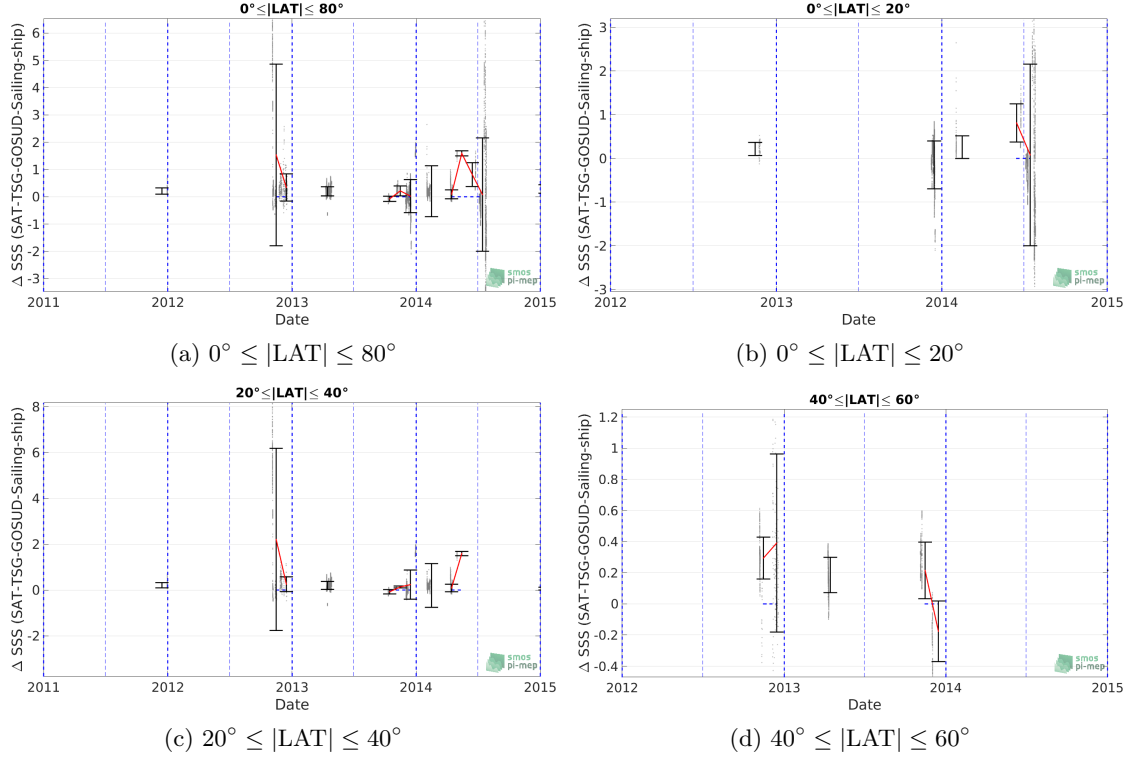 0°≤|LAT|≤ 80°
Δ SSS (SAT-TSG-GOSUD-Sailing-ship)
6
5
4
3
2
1
0
-1
-2
-3
2011
2012
2013
2014
2015
Date
smos
pi-mep
(a) 0° ≤ |LAT| ≤ 80°
0°≤|LAT|≤ 20°
Δ SSS (SAT-TSG-GOSUD-Sailing-ship)
3
2
1
0
-1
-2
-3
2012
2013
2014
2015
Date
smos
pi-mep
(b) 0° ≤ |LAT| ≤ 20°
20°≤|LAT|≤ 40°
Δ SSS (SAT-TSG-GOSUD-Sailing-ship)
8
6
4
2
0
-2
2011
2012
2013
2014
2015
Date
smos
pi-mep
(c) 20° ≤ |LAT| ≤ 40°
40°≤|LAT|≤ 60°
Δ SSS (SAT-TSG-GOSUD-Sailing-ship)
1.2
1
0.8
0.6
0.4
0.2
0
-0.2
-0.4
2012
2013
2014
2015
Date
smos
pi-mep
(d) 40° ≤ |LAT| ≤ 60°